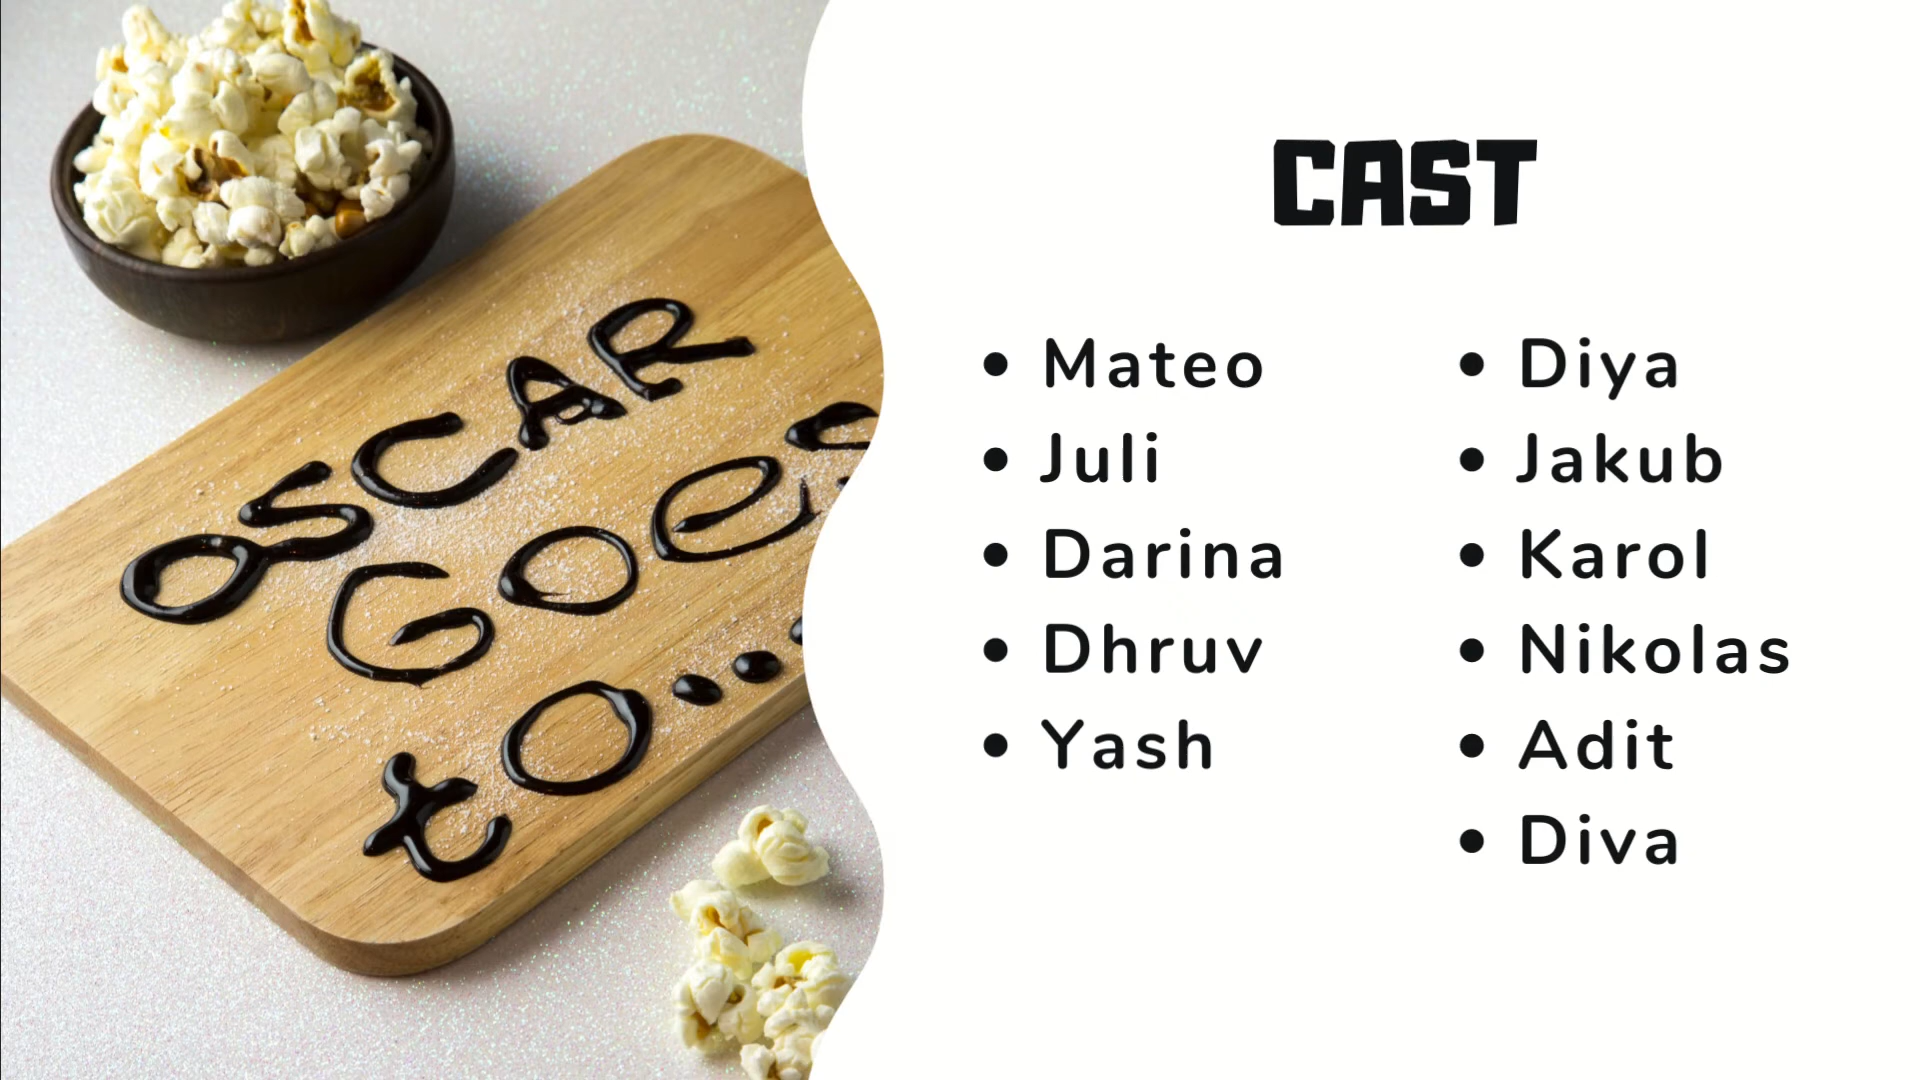 OSCAR
Goes
to...
CAST
Mateo
Juli
Darina
Dhruv
Yash
Diya
Jakub
Karol
Nikolas
Adit
Diva